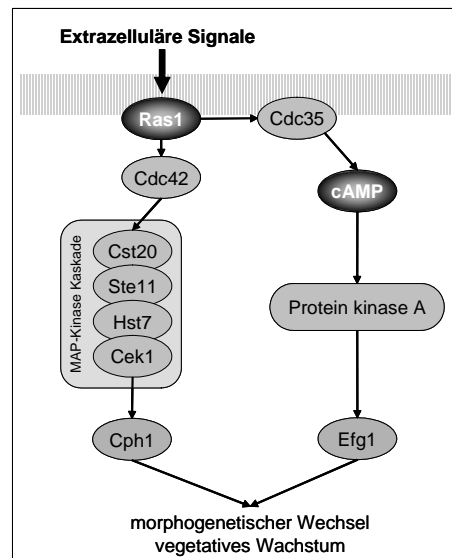 Extrazelluläre Signale
Ras1
Cdc35
Cdc42
cAMP
MAP-Kinase Kaskade
Cst20
Ste11
Hst7
Cek1
Protein kinase A
Cph1
Efg1
morphogenetischer Wechsel
vegetatives Wachstum